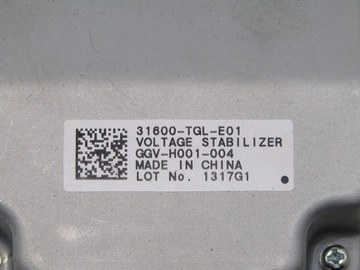 31600-TGL-E01
VOLTAGE STABILIZER
GGV-H001-004
MADE IN CHINA
LOT No. 1317G1